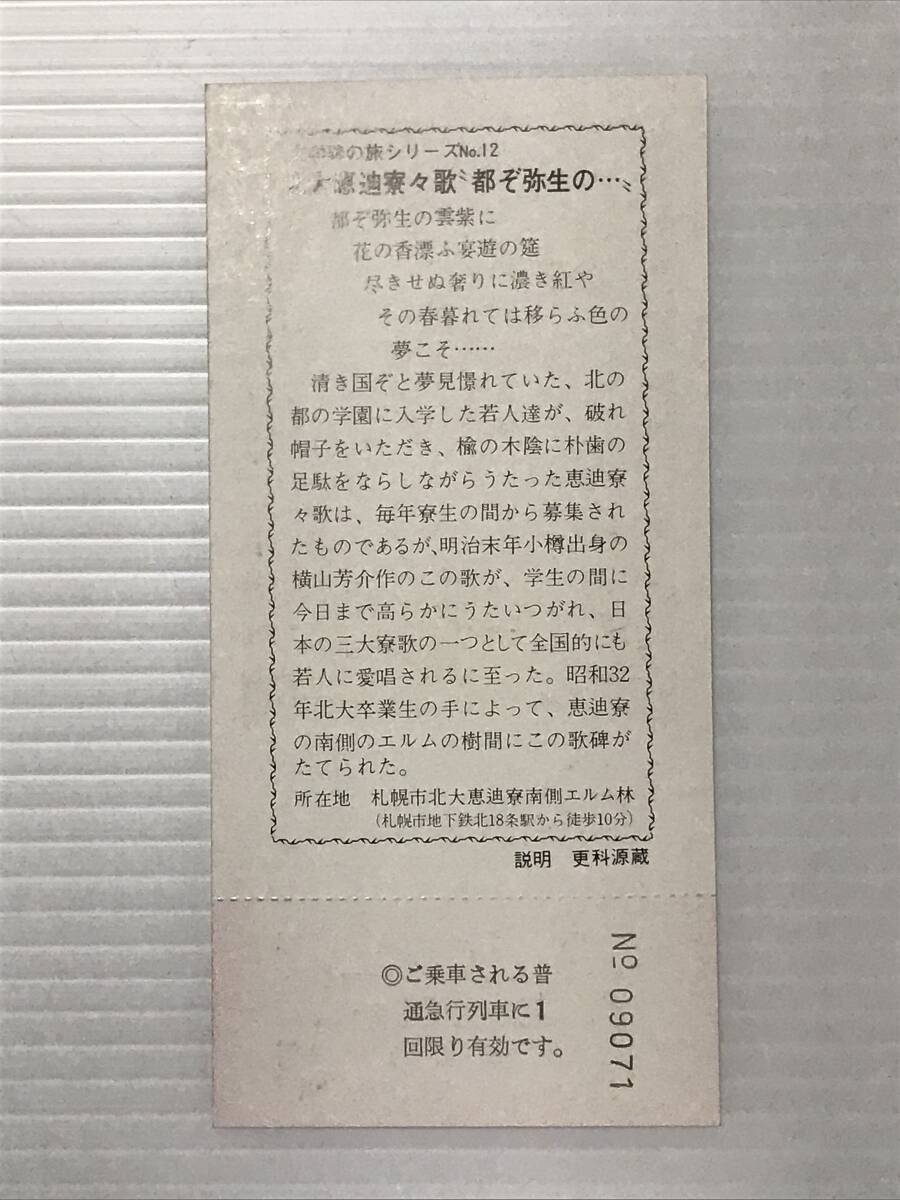 の旅シリーズNo.12
大恵迪寮々歌〝都ぞ弥生の…〟
都ぞ弥生の雲紫に
花の香漂ふ宴遊の筵
尽きせぬ奢りに濃き紅や
その春暮れては移らふ色の
夢こそ……
清き国ぞと夢見憬れていた、北の
都の学園に入学した若人達が、破れ
帽子をいただき、楡の木陰に朴歯の
足駄をならしながらうたった恵迪寮
々歌は、毎年寮生の間から募集され
たものであるが、明治末年小樽出身の
横山芳介作のこの歌が、学生の間に
今日まで高らかにうたいつがれ、日
本の三大寮歌の一つとして全国的にも
若人に愛唱されるに至った。昭和32
年北大卒業生の手によって、恵迪寮
の南側のエルムの樹間にこの歌碑が
たてられた。
所在地　札幌市北大恵迪寮南側エルム林
(札幌市地下鉄北18条駅から徒歩10分)
説明　更科源蔵
◎ご乗車される普
通急行列車に1
回限り有効です。
No 09071